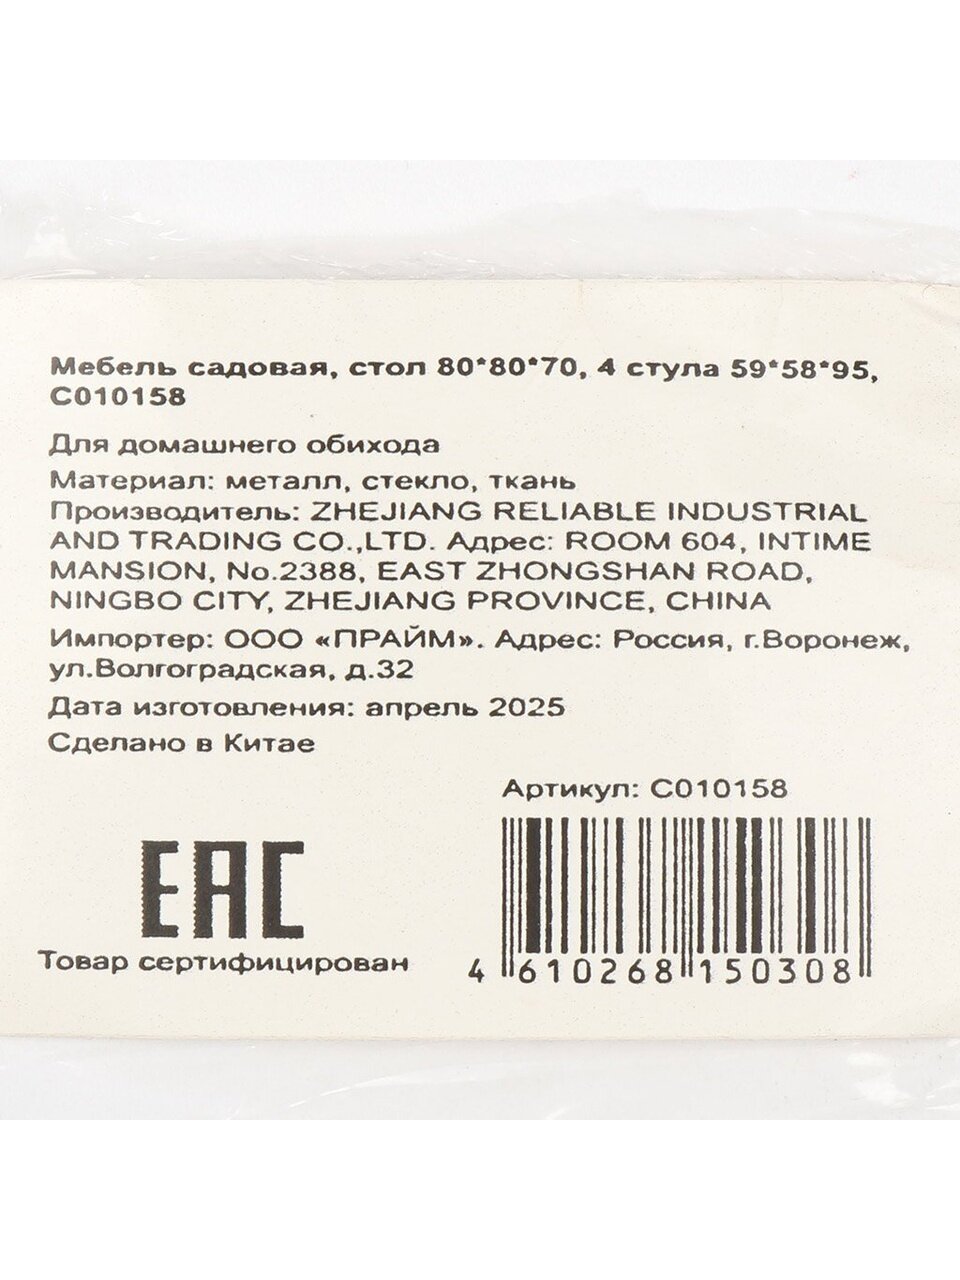 Мебель садовая, стол 80*80*70, 4 стула 59*58*95,
С010158
Для домашнего обихода
Материал: металл, стекло, ткань
Производитель: ZHEJIANG RELIABLE INDUSTRIAL
AND TRADING CO.,LTD. Адрес: ROOM 604, INTIME
MANSION, No.2388, EAST ZHONGSHAN ROAD,
NINGBO CITY, ZHEJIANG PROVINCE, CHINA
Импортер: ООО «ПРАЙМ». Адрес: Россия, г.Воронеж,
ул.Волгоградская, д.32
Дата изготовления: апрель 2025
Сделано в Китае
Артикул: С010158
EAC
Товар сертифицирован
4 610268 150308